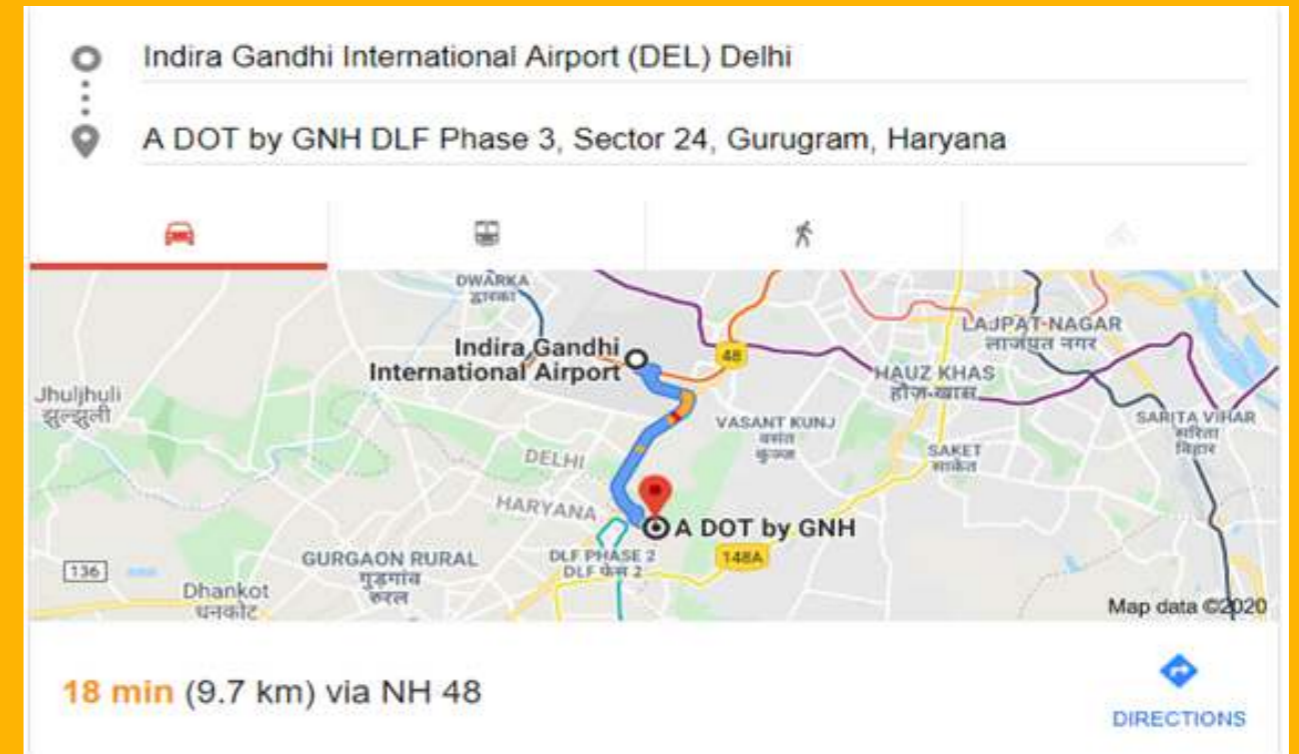 Indira Gandhi International Airport (DEL) Delhi
A DOT by GNH DLF Phase 3, Sector 24, Gurugram, Haryana
DWARKA
द्वारका
LAJPAT-NAGAR
लाजपत नगर
Indira Gandhi
International Airport
48
HAUZ KHAS
हौज़-खास
Jhuljhuli
झुल्झुली
VASANT KUNJ
वसंत
कुञ्ज
SARITA VIHAR
सरिता
विहार
DELHI
SAKET
साकेत
HARYANA
A DOT by GNH
GURGAON RURAL
गुड़गांव
रुरल
DLF PHASE 2
DLF फेस 2
148A
136
Dhankot
धनकोट
Map data ©2020
18 min (9.7 km) via NH 48
DIRECTIONS